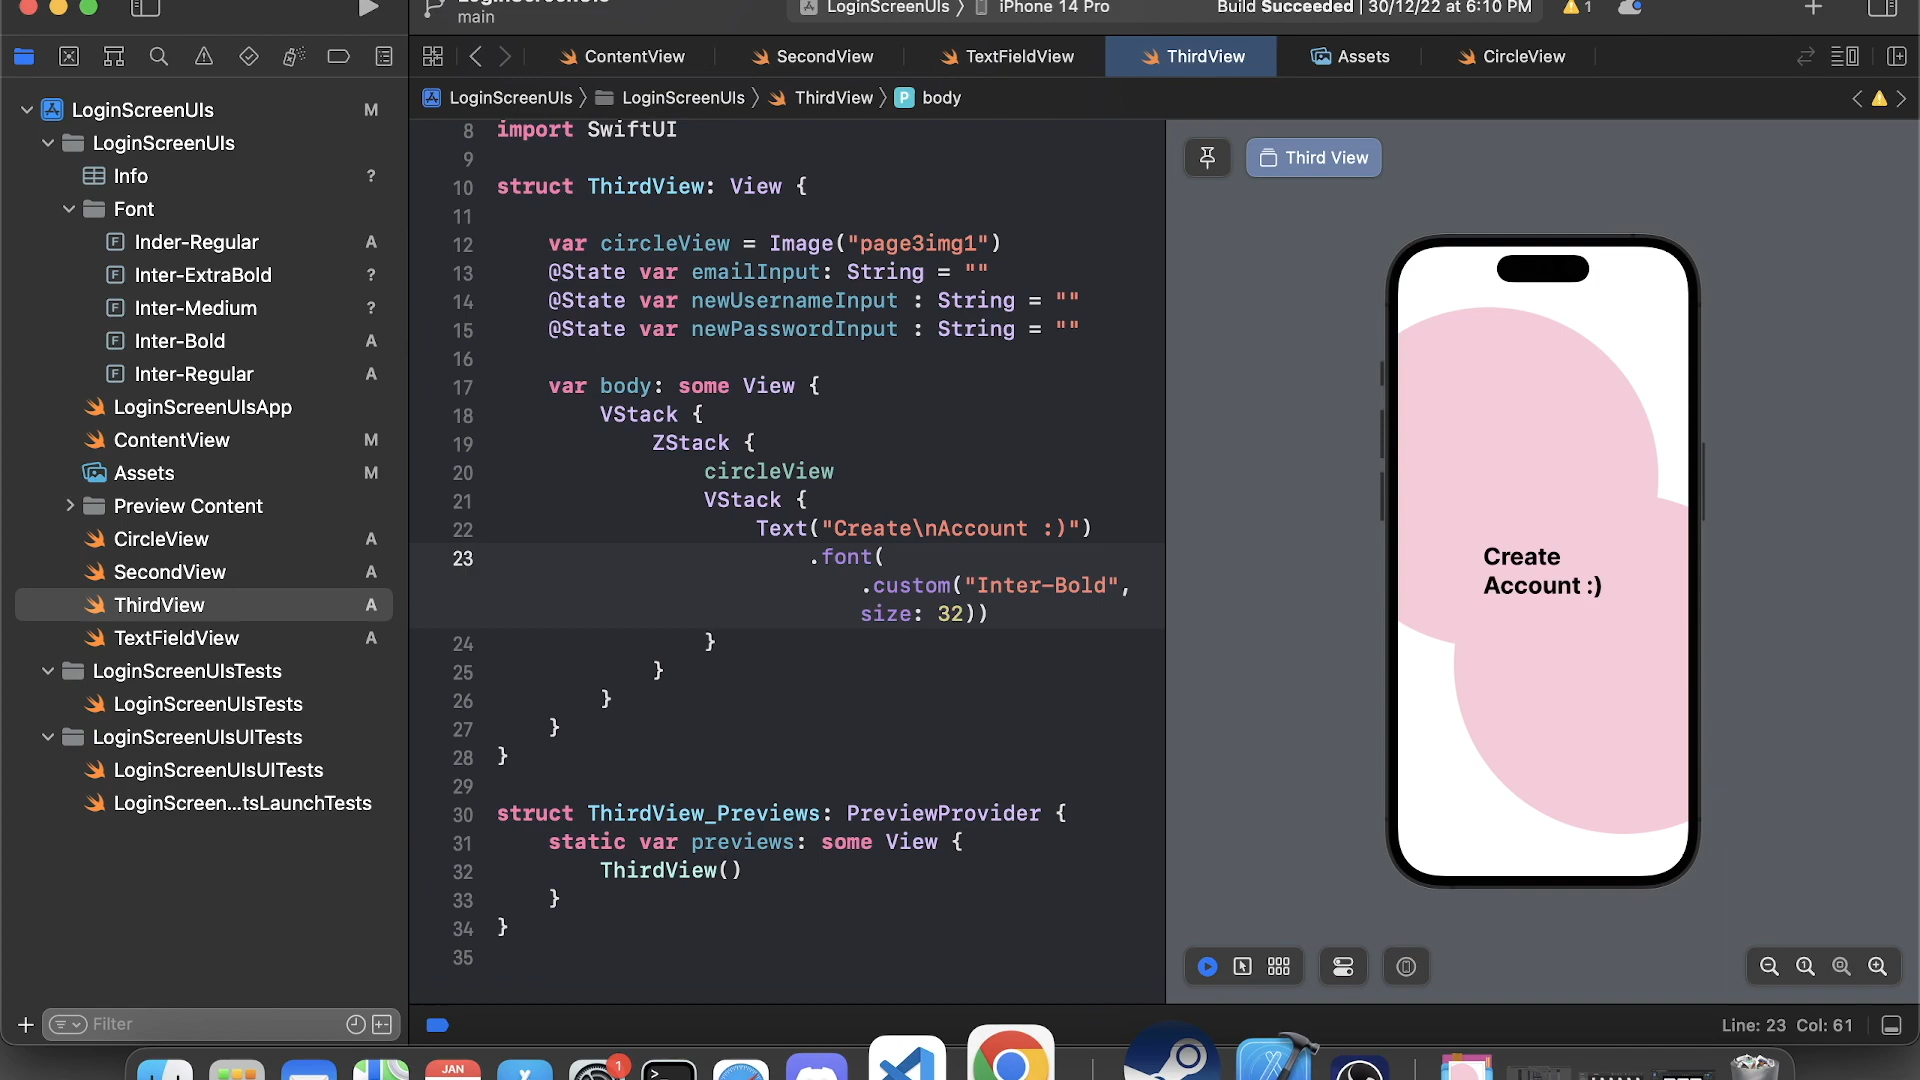 main
LoginScreenUIs 〉 iPhone 14 Pro
Build Succeeded | 30/12/22 at 6:10 PM
1
ContentView
SecondView
TextFieldView
ThirdView
Assets
CircleView
LoginScreenUIs 〉 LoginScreenUIs 〉 ThirdView 〉 P body
LoginScreenUIs M
LoginScreenUIs
Info ?
Font
Inder-Regular A
Inter-ExtraBold ?
Inter-Medium ?
Inter-Bold A
Inter-Regular A
LoginScreenUIsApp
ContentView M
Assets M
Preview Content
CircleView A
SecondView A
ThirdView A
TextFieldView A
LoginScreenUIsTests
LoginScreenUIsTests
LoginScreenUIsUITests
LoginScreenUIsUITests
LoginScreen...tsLaunchTests
Filter
8 import SwiftUI
9
10 struct ThirdView: View {
11
12 var circleView = Image("page3img1")
13 @State var emailInput: String = ""
14 @State var newUsernameInput : String = ""
15 @State var newPasswordInput : String = ""
16
17 var body: some View {
18 VStack {
19 ZStack {
20 circleView
21 VStack {
22 Text("Create\nAccount :)")
23 .font(
.custom("Inter-Bold",
size: 32))
24 }
25 }
26 }
27 }
28 }
29
30 struct ThirdView_Previews: PreviewProvider {
31 static var previews: some View {
32 ThirdView()
33 }
34 }
35
Third View
Create
Account :)
Line: 23 Col: 61
JAN
1